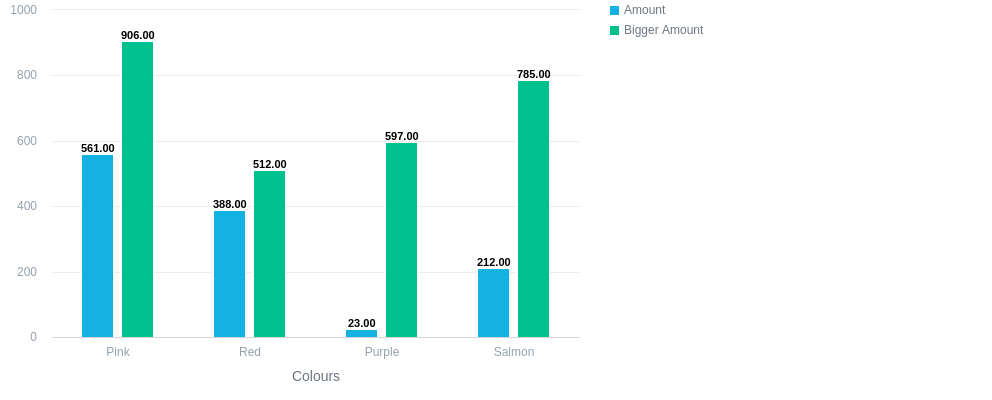 1000
Amount
Bigger Amount
906.00
800
785.00
561.00
600
597.00
512.00
388.00
400
212.00
200
23.00
0
Pink
Red
Purple
Salmon
Colours